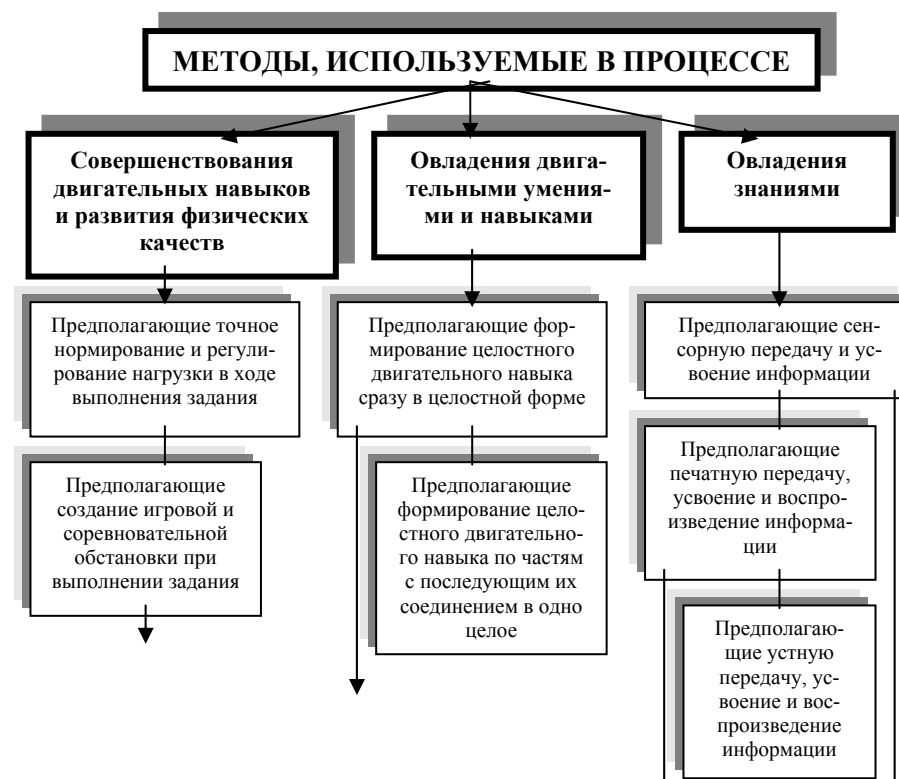 МЕТОДЫ, ИСПОЛЬЗУЕМЫЕ В ПРОЦЕССЕ
Совершенствования
двигательных навыков
и развития физических
качеств
Овладения двига-
тельными умени-
ями и навыками
Овладения
знаниями
Предполагающие точное
нормирование и регули-
рование нагрузки в ходе
выполнения задания
Предполагающие
создание игровой и
соревновательной
обстановки при
выполнении задания
Предполагающие фор-
мирование целостного
двигательного навыка
сразу в целостной форме
Предполагающие
формирование цело-
стного двигательно-
го навыка по частям
с последующим их
соединением в одно
целое
Предполагающие сен-
сорную передачу и ус-
воение информации
Предполагающие
печатную передачу,
усвоение и воспро-
изведение информа-
ции
Предполагаю-
щие устную
передачу, ус-
воение и вос-
произведение
информации